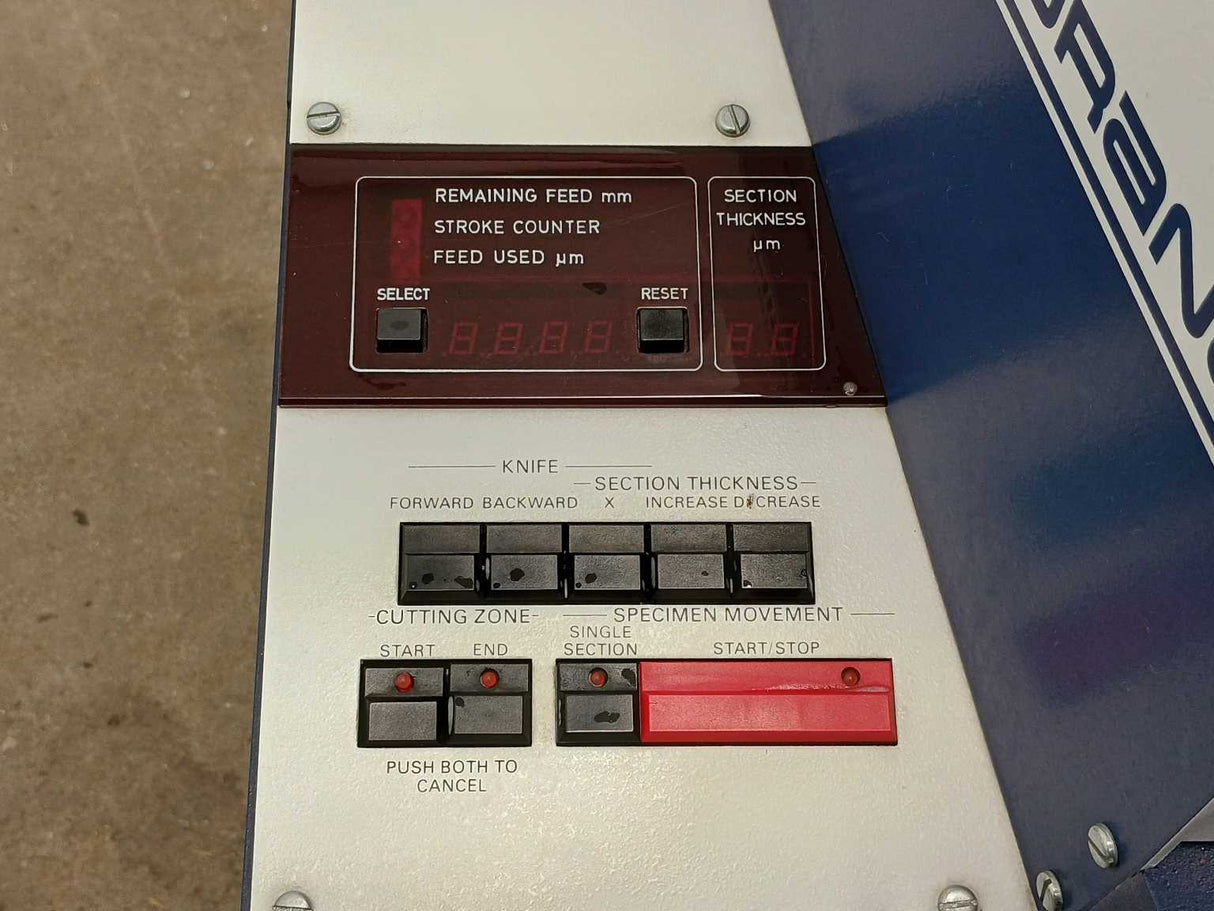 REMAINING FEED mm
STROKE COUNTER
FEED USED µm
SELECT
RESET
SECTION
THICKNESS
µm
KNIFE
SECTION THICKNESS
FORWARD BACKWARD X INCREASE DECREASE
CUTTING ZONE
SPECIMEN MOVEMENT
SINGLE
SECTION
START END
START/STOP
PUSH BOTH TO
CANCEL